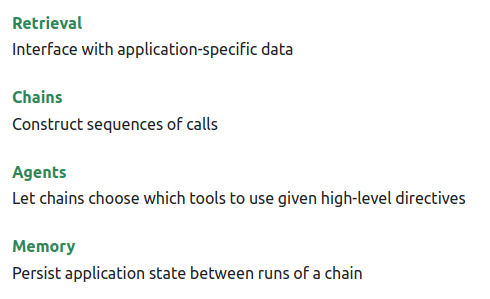 Retrieval
Interface with application-specific data
Chains
Construct sequences of calls
Agents
Let chains choose which tools to use given high-level directives
Memory
Persist application state between runs of a chain